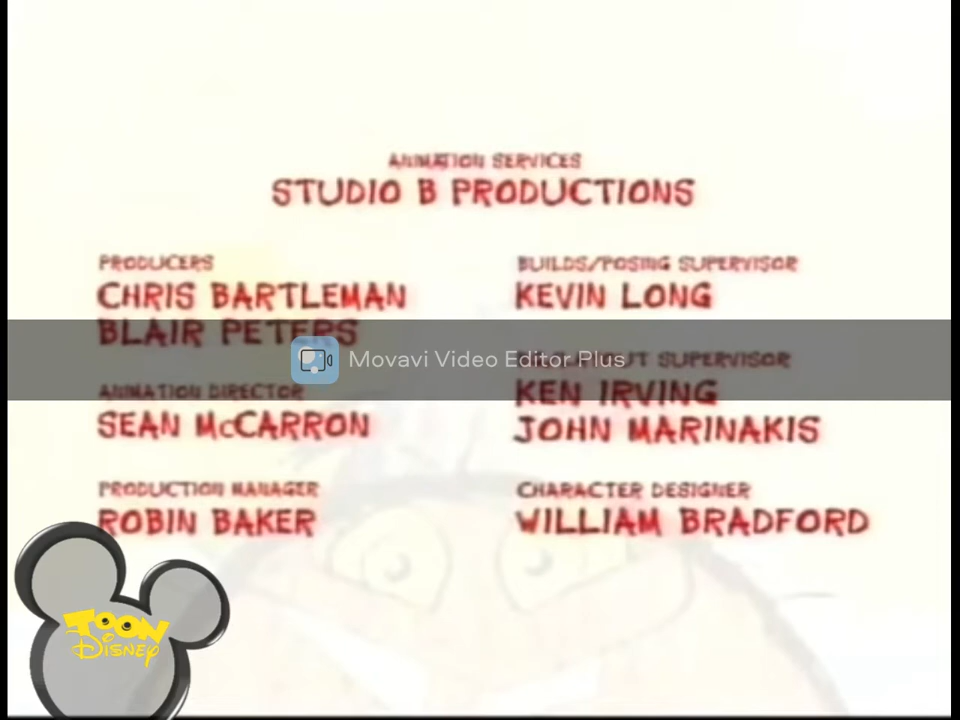 ANIMATION SERVICES
STUDIO B PRODUCTIONS
PRODUCERS
CHRIS BARTLEMAN
BLAIR PETERS
ANIMATION DIRECTOR
SEAN McCARRON
PRODUCTION MANAGER
ROBIN BAKER
BUILDS/POSING SUPERVISOR
KEVIN LONG
SUPERVISOR
KEN IRVING
JOHN MARINAKIS
CHARACTER DESIGNER
WILLIAM BRADFORD
Movavi Video Editor Plus
TOON
DISNEY